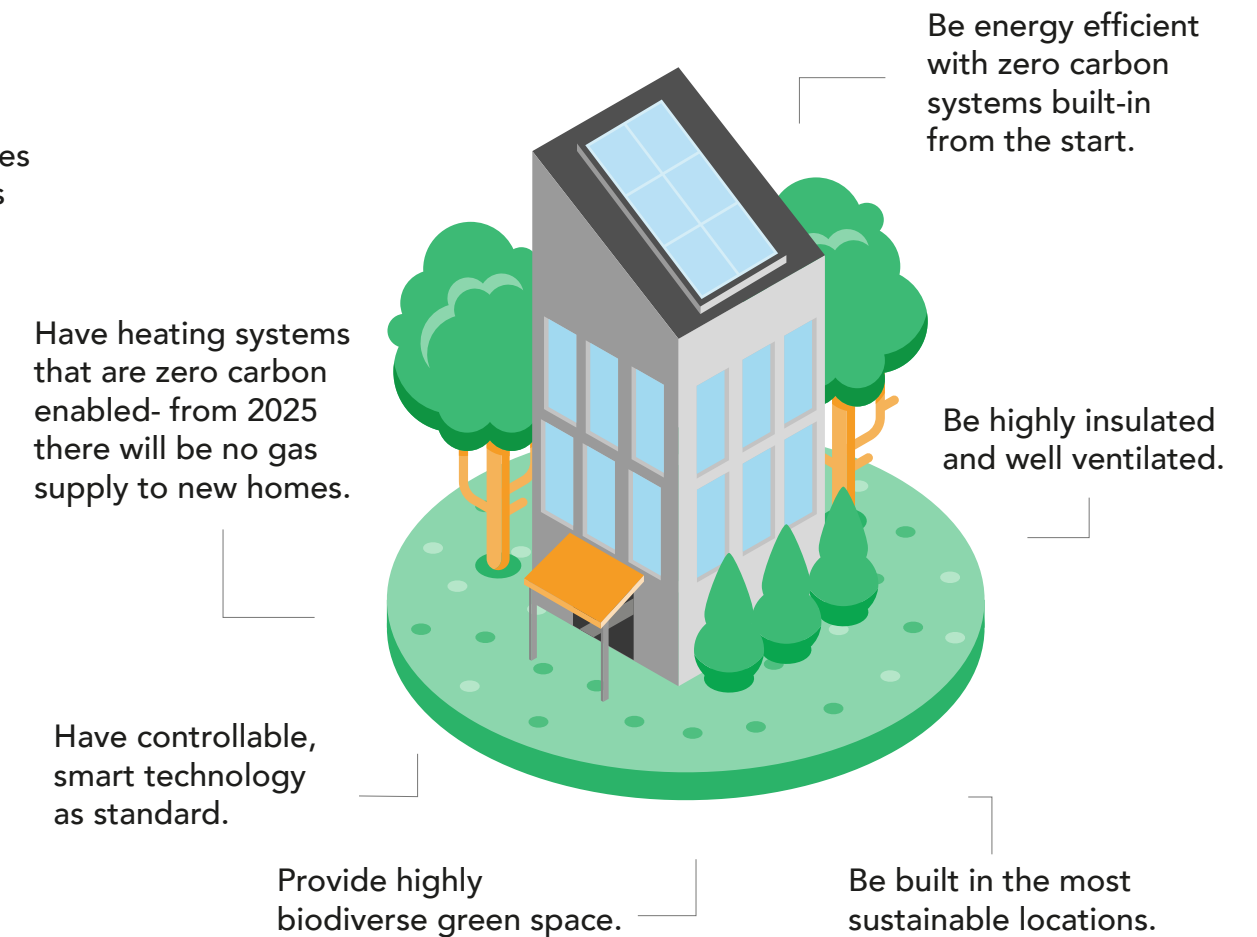 Be energy efficient
with zero carbon
systems built-in
from the start.
es
s
Have heating systems
that are zero carbon
enabled- from 2025
there will be no gas
supply to new homes.
Be highly insulated
and well ventilated.
Have controllable,
smart technology
as standard.
Provide highly
biodiverse green space.
Be built in the most
sustainable locations.